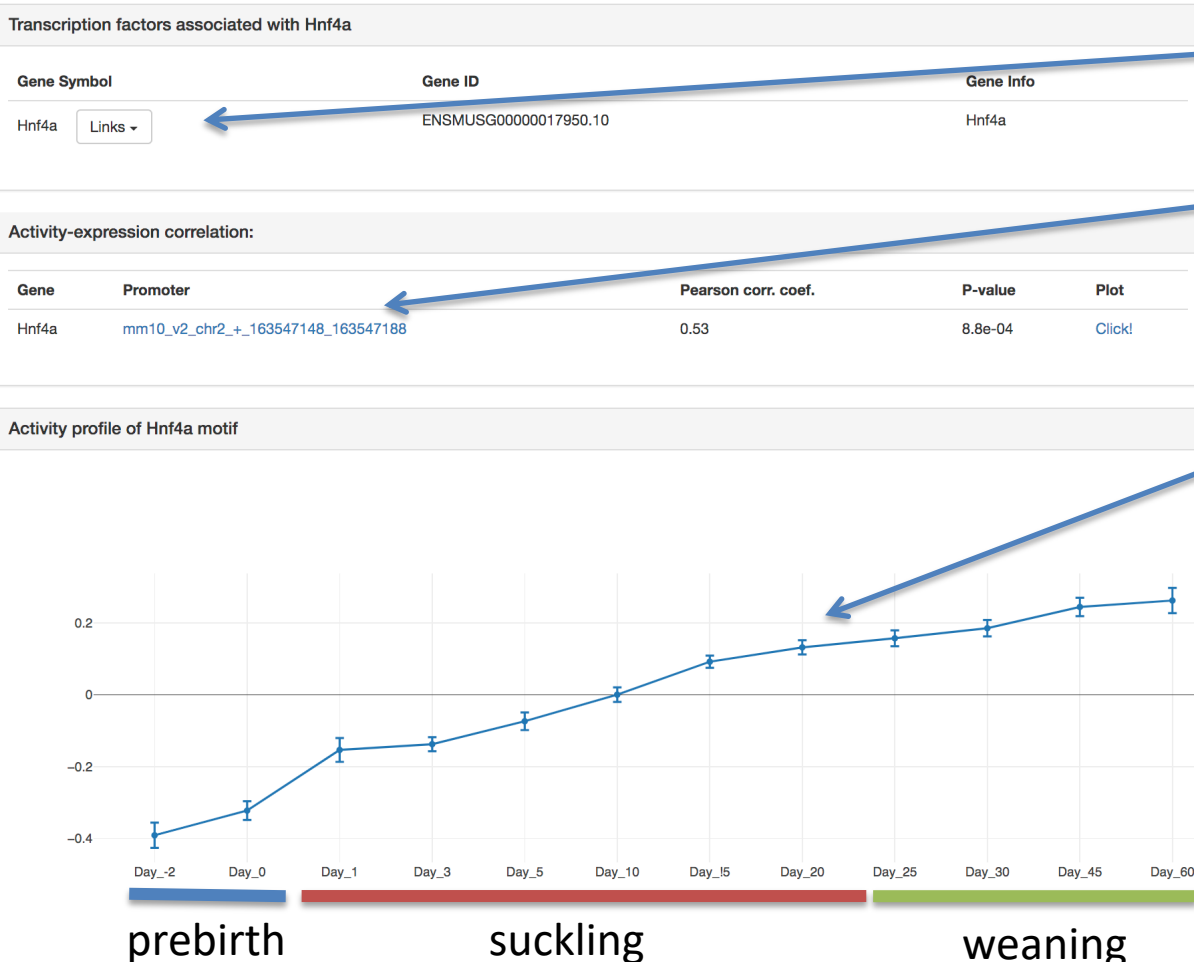 Transcription factors associated with Hnf4a
Gene Symbol Gene ID Gene Info
Hnf4a Links ENSMUSG00000017950.10 Hnf4a
Activity-expression correlation:
Gene Promoter Pearson corr. coef. P-value Plot
Hnf4a mm10_v2_chr2_+_163547148_163547188 0.53 8.8e-04 Click!
Activity profile of Hnf4a motif
0.2
0
−0.2
−0.4
Day_-2 Day_0 Day_1 Day_3 Day_5 Day_10 Day_!5 Day_20 Day_25 Day_30 Day_45 Day_60
prebirth suckling weaning